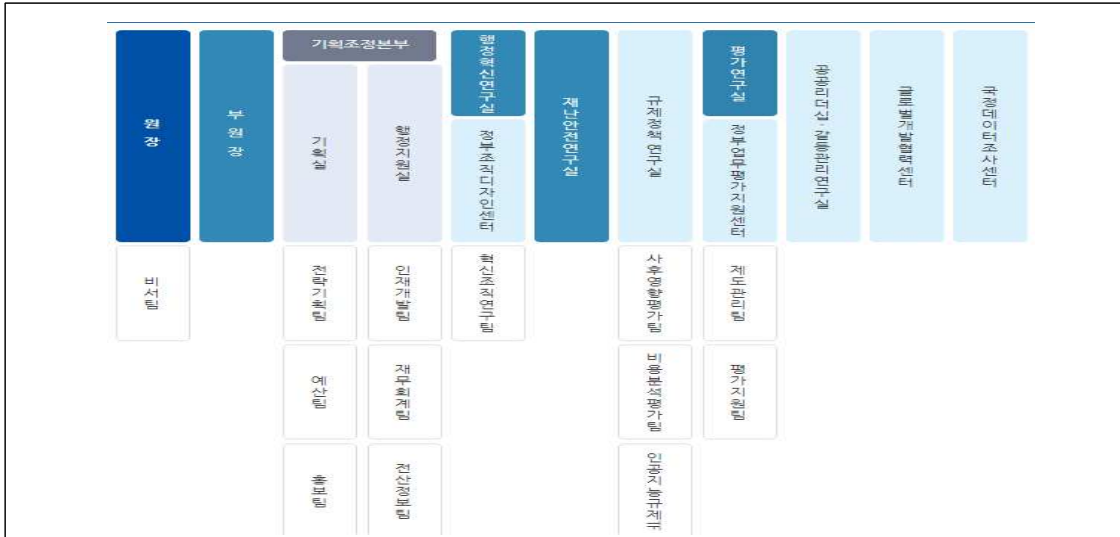 원장
부원장
기획조정본부
기획실
행정지원실
행정혁신연구실
정부조직디자인센터
재난안전연구실
규제정책연구실
평가연구실
정부업무평가지원센터
공공리더십·갈등관리연구실
글로벌개발협력센터
국정데이터조사센터
비서팀
전략기획팀
인재개발팀
혁신조직연구팀
사후영향평가팀
제도관리팀
예산팀
재무회계팀
비용분석평가팀
평가지원팀
홍보팀
전산정보팀
인공지능규제